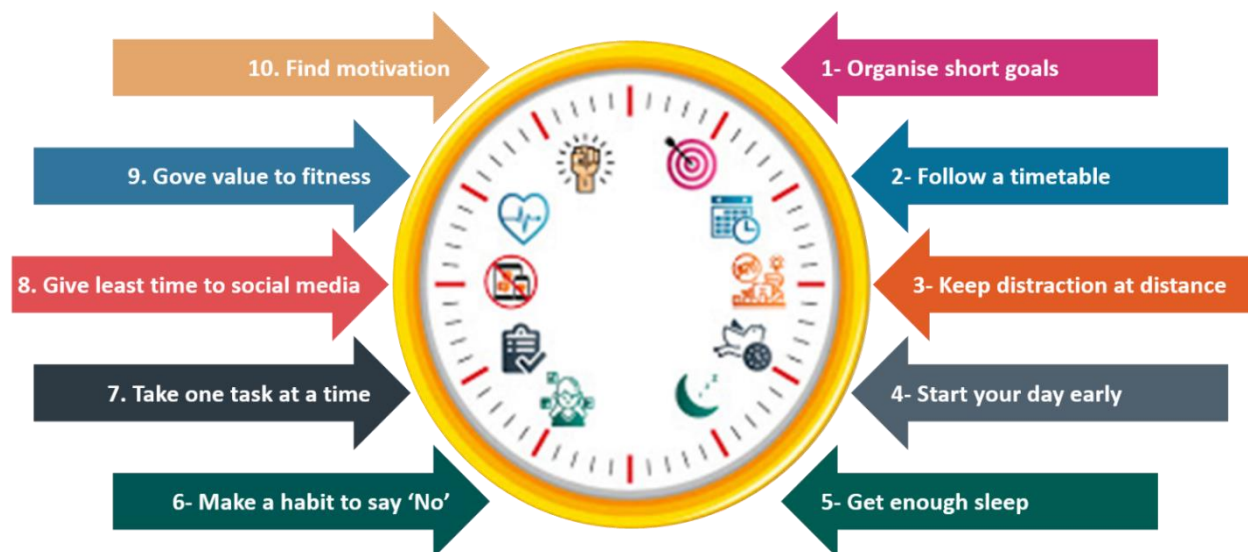 1- Organise short goals
2- Follow a timetable
3- Keep distraction at distance
4- Start your day early
5- Get enough sleep
6- Make a habit to say ‘No’
7. Take one task at a time
8. Give least time to social media
9. Gove value to fitness
10. Find motivation